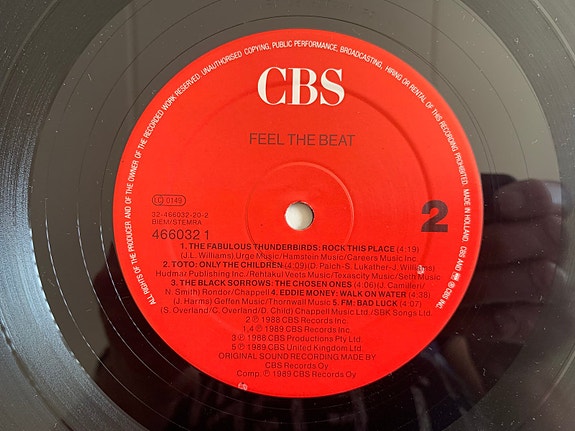 ALL RIGHTS OF THE PRODUCER AND OF THE OWNER OF THE RECORDED WORK RESERVED. UNAUTHORISED COPYING, PUBLIC PERFORMANCE, BROADCASTING, HIRING OR RENTAL OF THIS RECORDING PROHIBITED. MADE IN HOLLAND. CBS AND ARE ® CBS INC.
CBS
FEEL THE BEAT
LC 0149
32-466032-20-2
BIEM/STEMRA
466032 1
2
1. THE FABULOUS THUNDERBIRDS: ROCK THIS PLACE (4:19)
(J.L. Williams) Urge Music/Hamstein Music/Careers Music Inc.
2. TOTO: ONLY THE CHILDREN (4:09)(D. Paich-S. Lukather-J. Williams)
Hudmar Publishing Inc./Rehtakul Veets Music/Texascity Music/Seth Music
3. THE BLACK SORROWS: THE CHOSEN ONES (4:06)(J. Camilleri/
N. Smith) Rondor/Chappell • 4. EDDIE MONEY: WALK ON WATER (4:38)
(J. Harms) Geffen Music/Thornwall Music • 5. FM: BAD LUCK (4:07)
(S. Overland/C. Overland/D. Child) Chappell Music Ltd./SBK Songs Ltd.
2 ℗ 1988 CBS Records Inc.
1,4 ℗ 1989 CBS Records Inc.
3 ℗ 1988 CBS Productions Pty Ltd.
5 ℗ 1989 CBS United Kingdom Ltd.
ORIGINAL SOUND RECORDING MADE BY
CBS Records Oy
Comp. ℗ 1989 CBS Records Oy